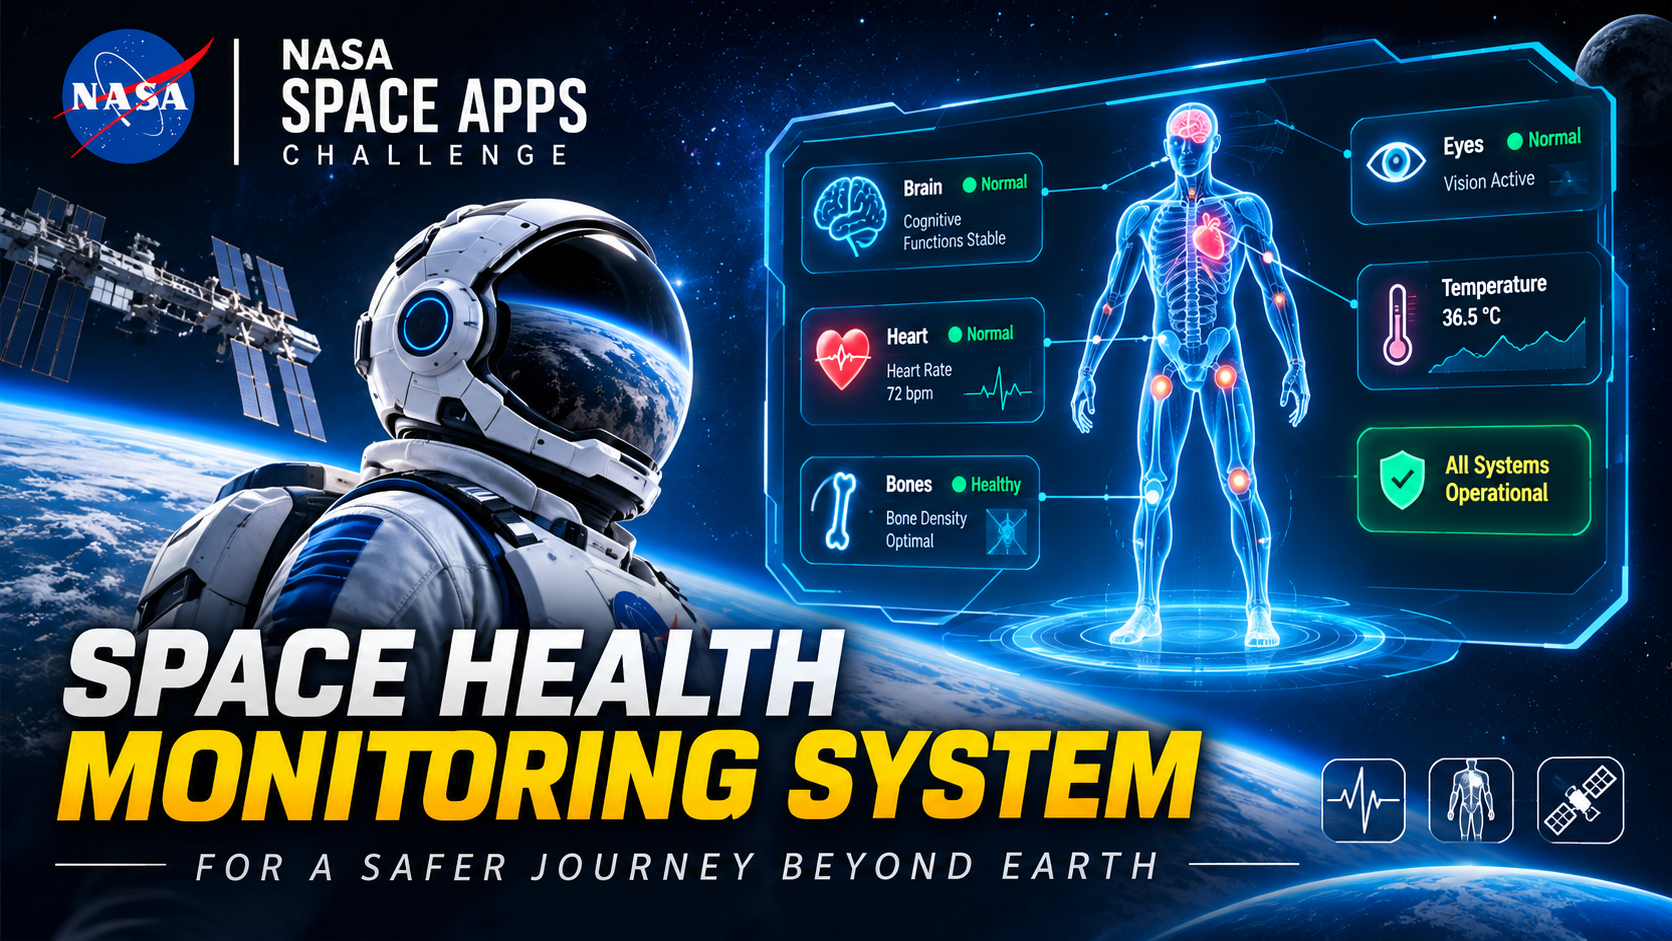 NASA
NASA
SPACE APPS
CHALLENGE
Brain
Normal
Cognitive
Functions Stable
Heart
Normal
Heart Rate
72 bpm
Bones
Healthy
Bone Density
Optimal
Eyes
Normal
Vision Active
Temperature
36.5 °C
All Systems
Operational
SPACE HEALTH
MONITORING SYSTEM
FOR A SAFER JOURNEY BEYOND EARTH